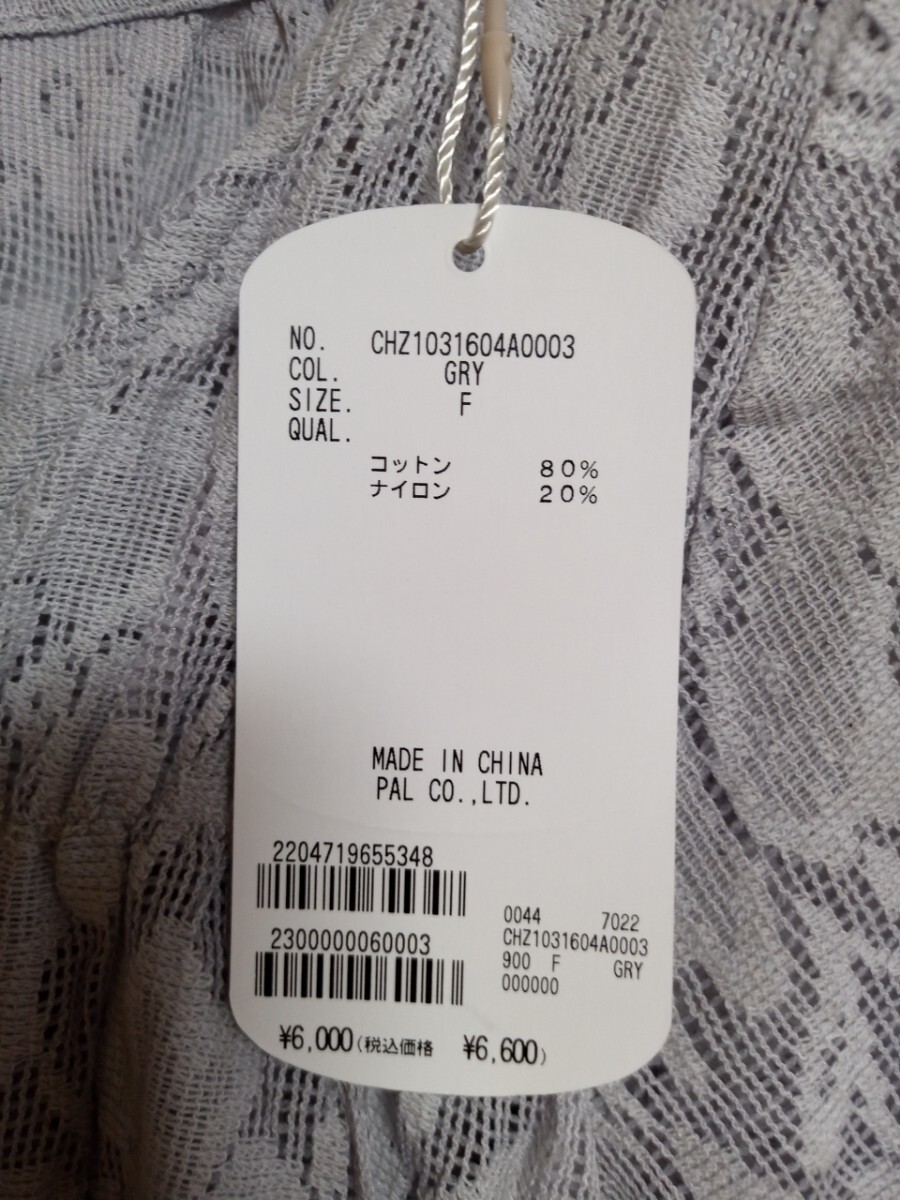 NO. CHZ1031604A0003
COL. GRY
SIZE. F
QUAL.
コットン 80%
ナイロン 20%
MADE IN CHINA
PAL CO.,LTD.
2204719655348
2300000060003
0044 7022
CHZ1031604A0003
900 F GRY
000000
¥6,000(税込価格 ¥6,600)